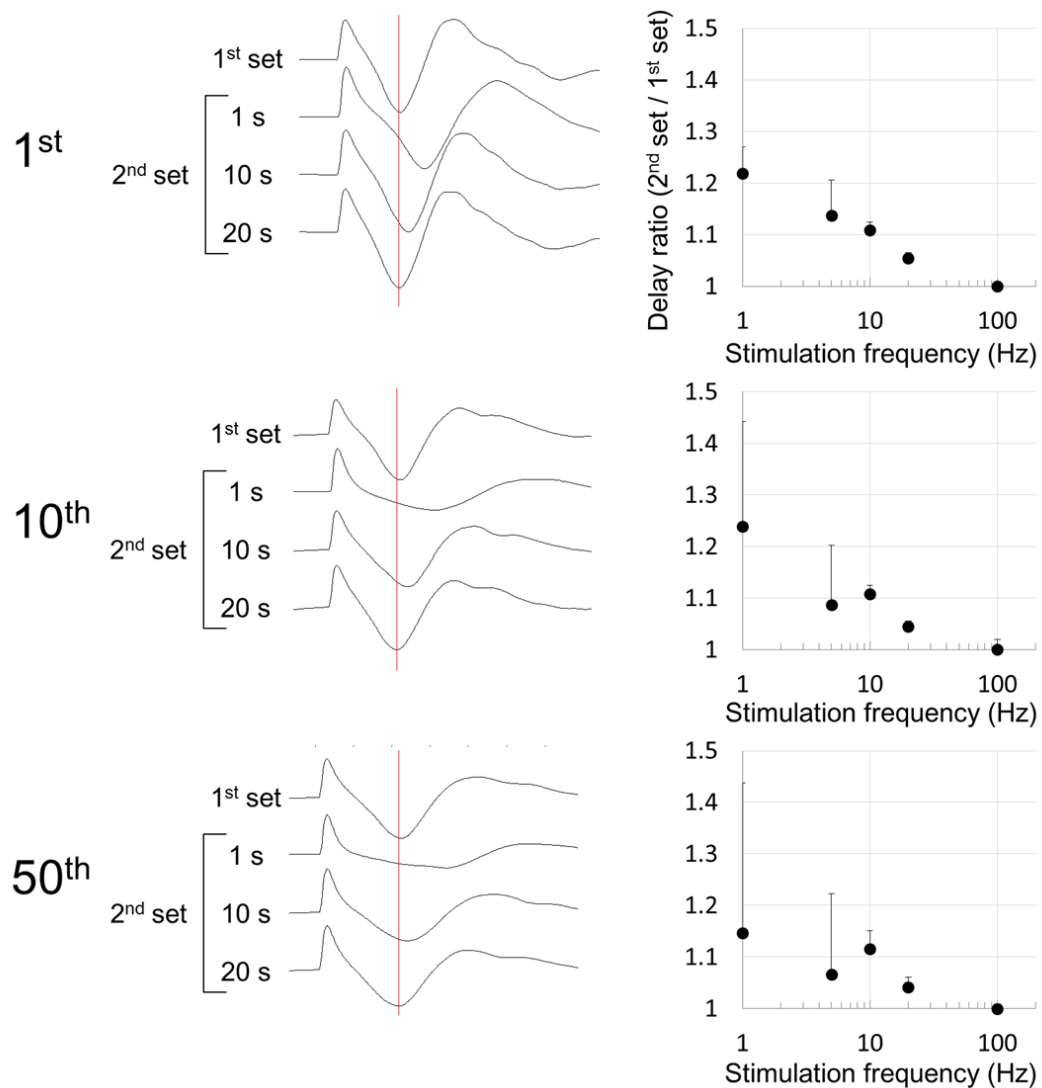 1st
1st set
2nd set
1 s
10 s
20 s
Delay ratio (2nd set / 1st set)
1.5
1.4
1.3
1.2
1.1
1
1 10 100
Stimulation frequency (Hz)
10th
1st set
2nd set
1 s
10 s
20 s
1.5
1.4
1.3
1.2
1.1
1
1 10 100
Stimulation frequency (Hz)
50th
1st set
2nd set
1 s
10 s
20 s
1.5
1.4
1.3
1.2
1.1
1
1 10 100
Stimulation frequency (Hz)